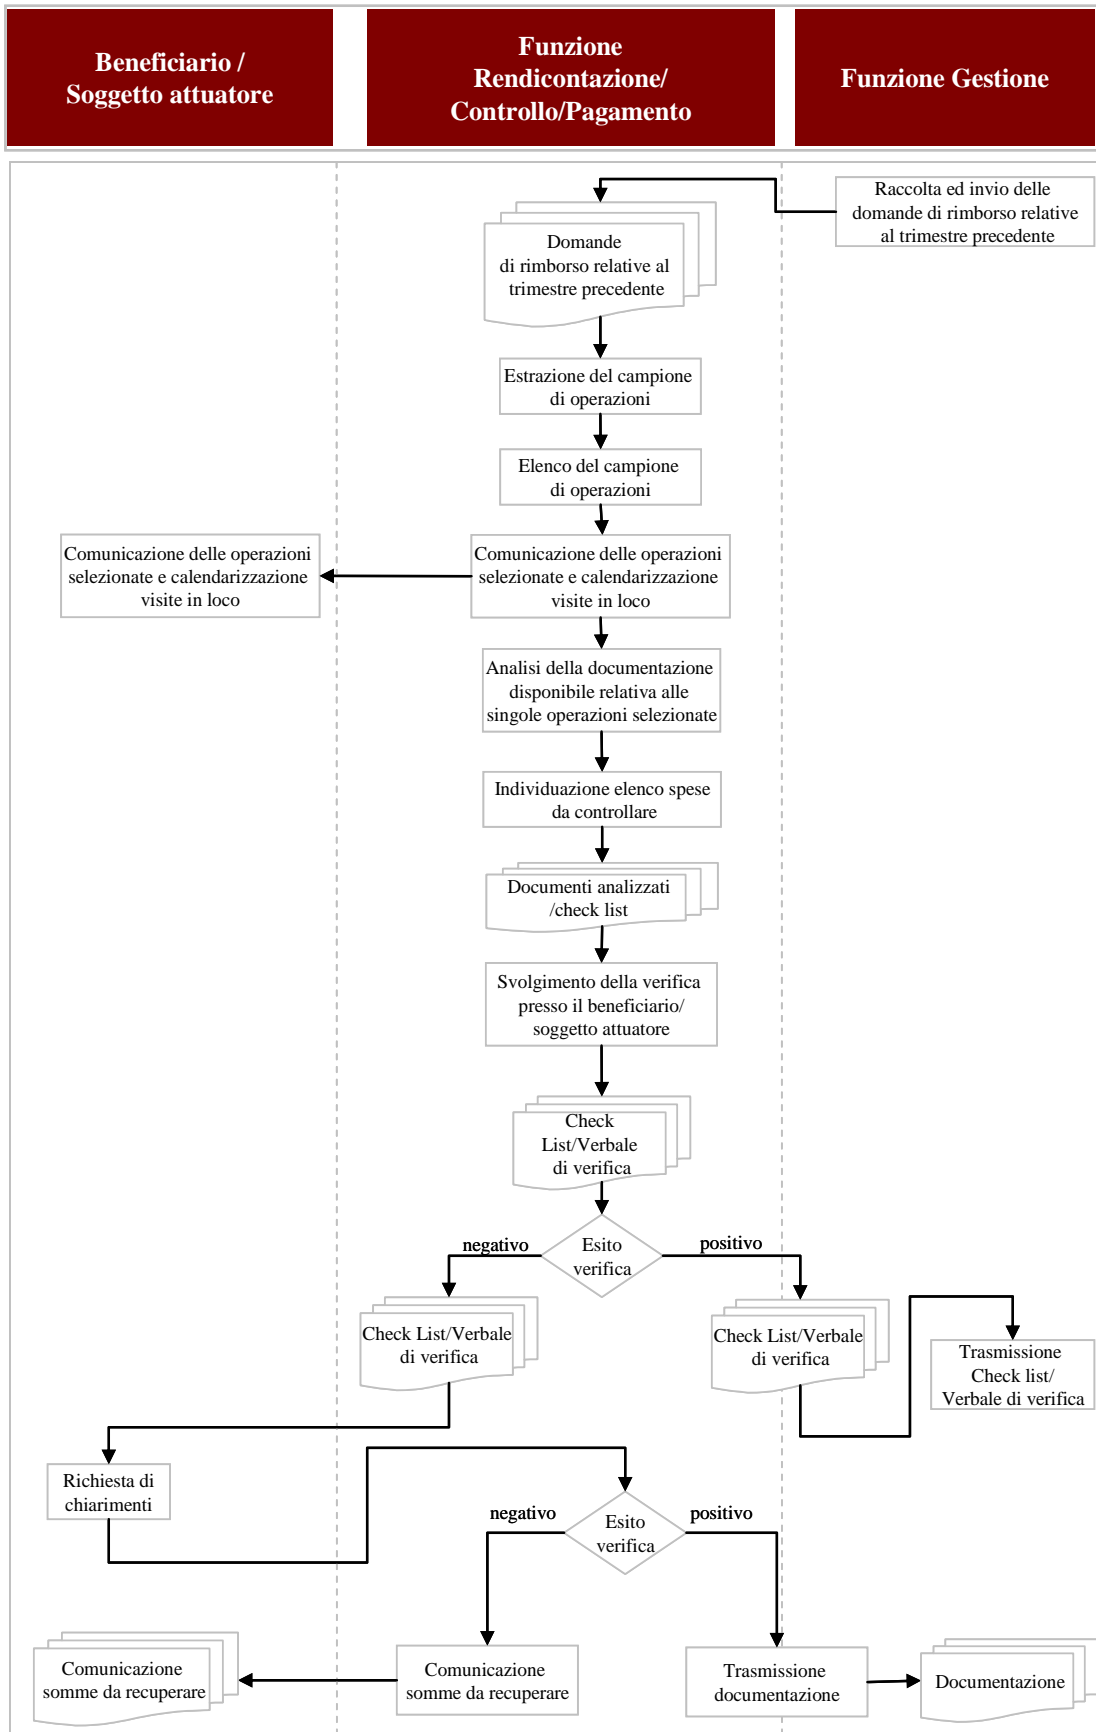 Beneficiario /
Soggetto attuatore
Funzione
Rendicontazione/
Controllo/Pagamento
Funzione Gestione
Raccolta ed invio delle
domande di rimborso relative
al trimestre precedente
Domande
di rimborso relative al
trimestre precedente
Estrazione del campione
di operazioni
Elenco del campione
di operazioni
Comunicazione delle operazioni
selezionate e calendarizzazione
visite in loco
Comunicazione delle operazioni
selezionate e calendarizzazione
visite in loco
Analisi della documentazione
disponibile relativa alle
singole operazioni selezionate
Individuazione elenco spese
da controllare
Documenti analizzati
/check list
Svolgimento della verifica
presso il beneficiario/
soggetto attuatore
Check
List/Verbale
di verifica
negativo
Esito
verifica
positivo
Check List/Verbale
di verifica
Check List/Verbale
di verifica
Trasmissione
Check list/
Verbale di verifica
Richiesta di
chiarimenti
negativo
Esito
verifica
positivo
Comunicazione
somme da recuperare
Comunicazione
somme da recuperare
Trasmissione
documentazione
Documentazione